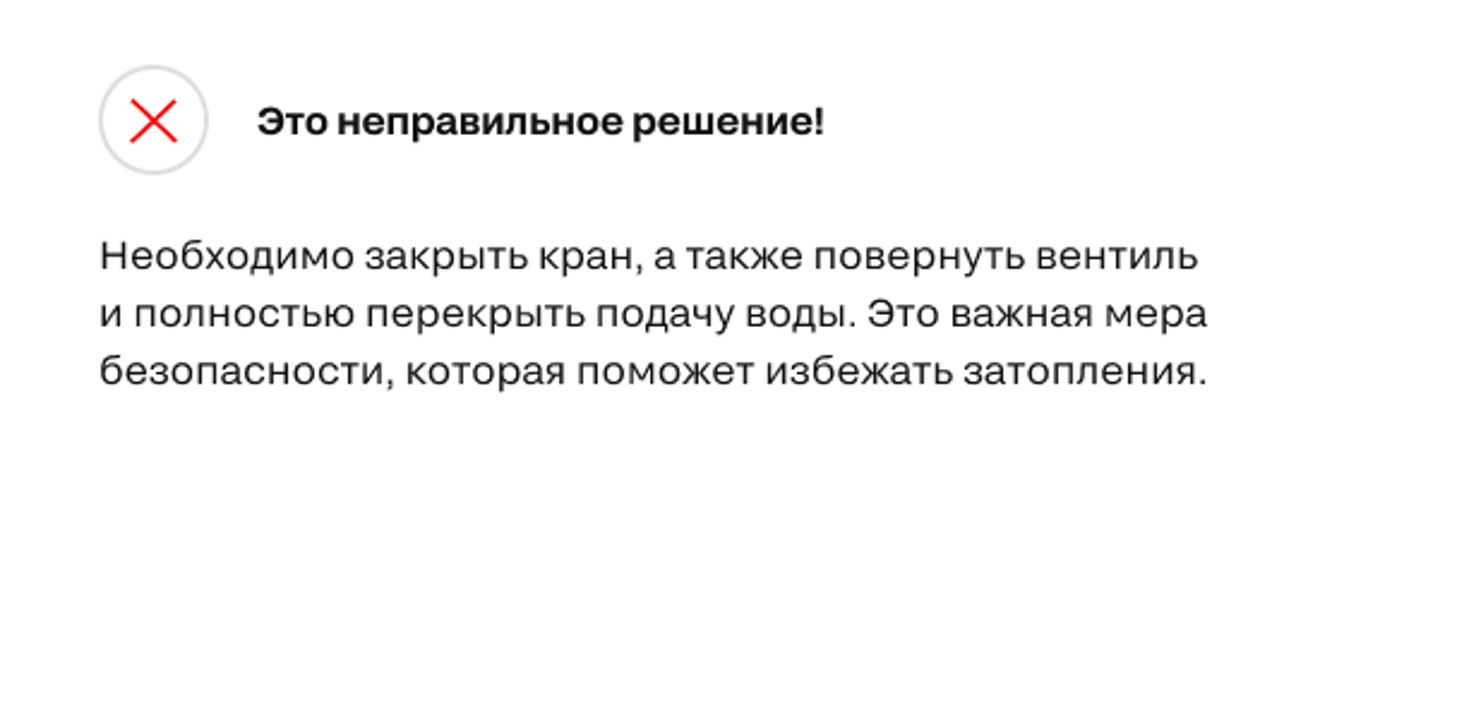 Это неправильное решение!
Необходимо закрыть кран, а также повернуть вентиль
и полностью перекрыть подачу воды. Это важная мера
безопасности, которая поможет избежать затопления.